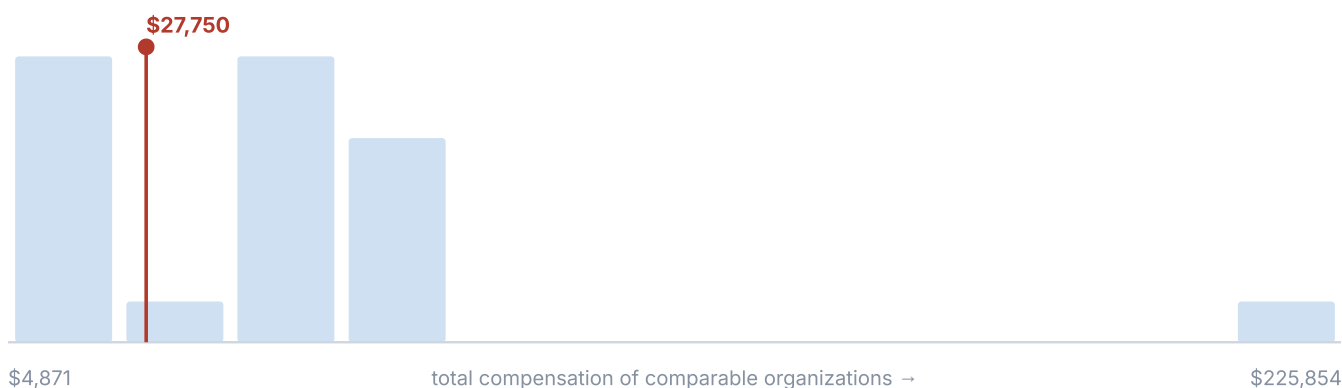 $27,750
$4,871 total compensation of comparable organizations → $225,854